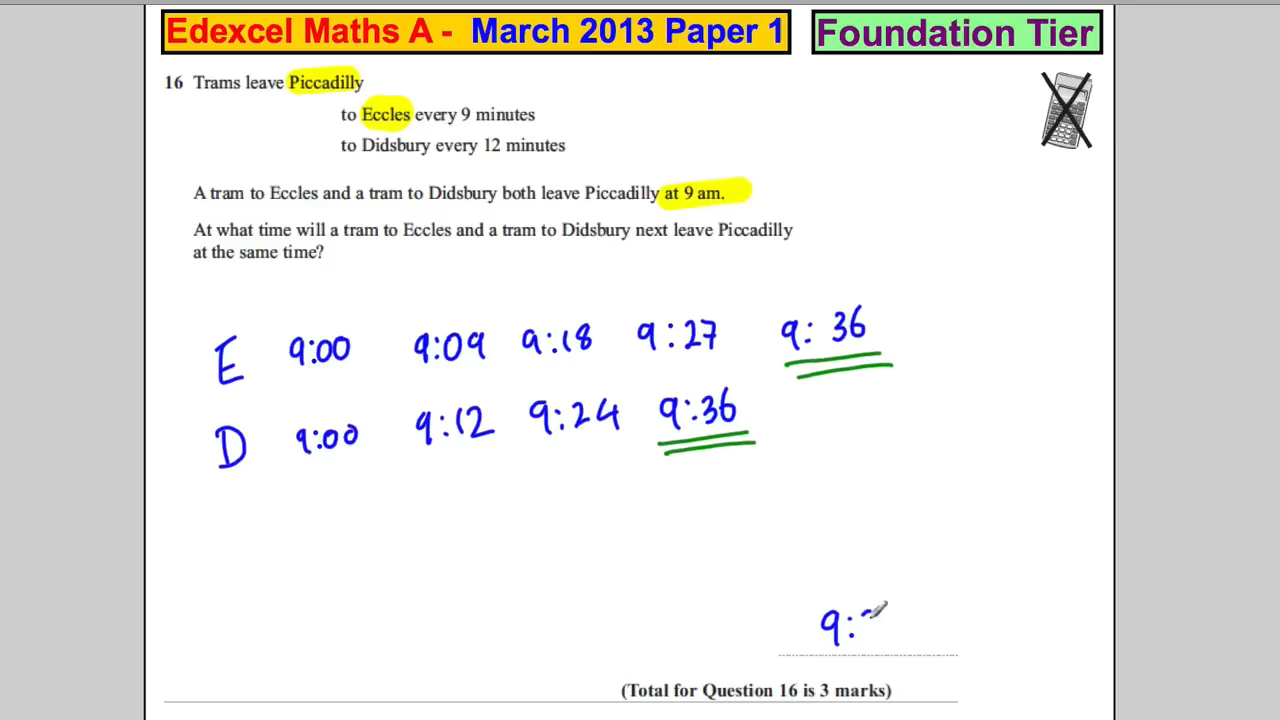 Edexcel Maths A - March 2013 Paper 1
Foundation Tier
16 Trams leave Piccadilly
to Eccles every 9 minutes
to Didsbury every 12 minutes
A tram to Eccles and a tram to Didsbury both leave Piccadilly at 9 am.
At what time will a tram to Eccles and a tram to Didsbury next leave Piccadilly
at the same time?
E 9:00 9:09 9:18 9:27 9:36
D 9:00 9:12 9:24 9:36
9:
(Total for Question 16 is 3 marks)